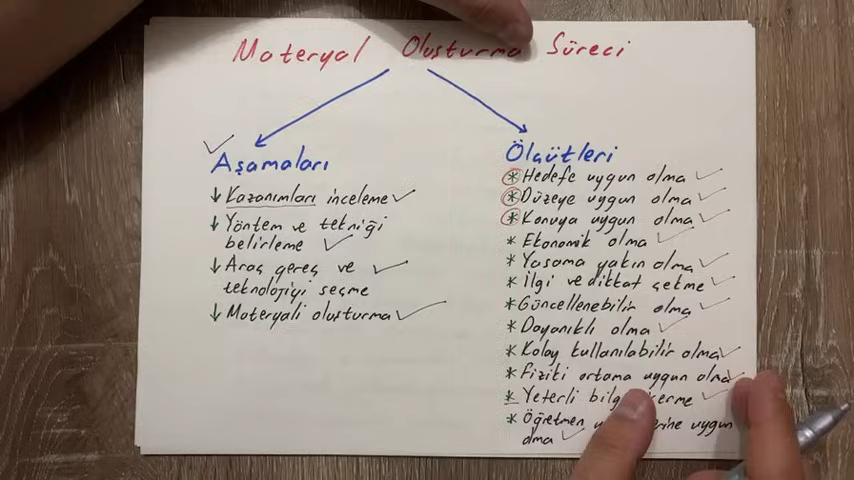 Materyal Oluşturma Süreci
Aşamaları
Kazanımları inceleme
Yöntem ve tekniği
belirleme
Araç gereç ve
teknolojiyi seçme
Materyali oluşturma
Ölçütleri
* Hedefe uygun olma
* Düzeye uygun olma
* Konuya uygun olma
* Ekonomik olma
* Yaşama yakın olma
* İlgi ve dikkat çekme
* Güncellenebilir olma
* Dayanıklı olma
* Kolay kullanılabilir olma
* Fiziki ortama uygun olma
* Yeterli bilgi
* Öğretmen uygun
olma